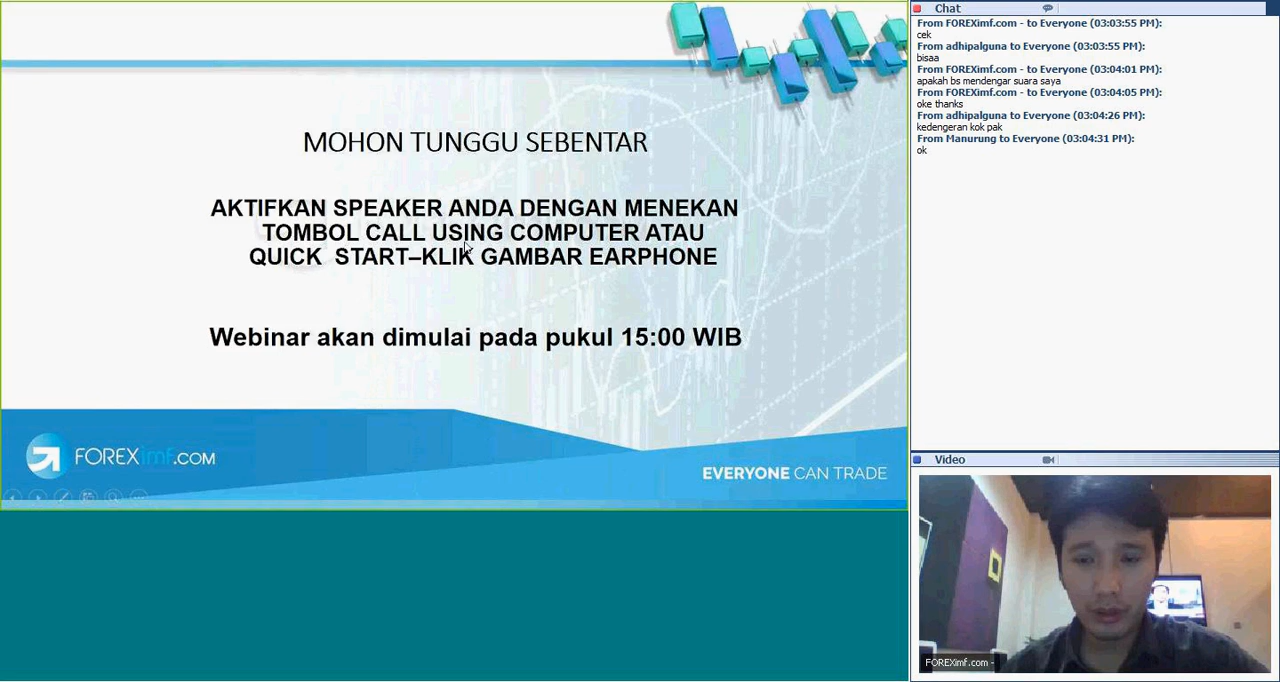 MOHON TUNGGU SEBENTAR
AKTIFKAN SPEAKER ANDA DENGAN MENEKAN
TOMBOL CALL USING COMPUTER ATAU
QUICK START–KLIK GAMBAR EARPHONE
Webinar akan dimulai pada pukul 15:00 WIB
FOREXimf.COM
EVERYONE CAN TRADE
Chat
From FOREXimf.com - to Everyone (03:03:55 PM):
cek
From adhipalguna to Everyone (03:03:55 PM):
bisaa
From FOREXimf.com - to Everyone (03:04:01 PM):
apakah bs mendengar suara saya
From FOREXimf.com - to Everyone (03:04:05 PM):
oke thanks
From adhipalguna to Everyone (03:04:26 PM):
kedengeran kok pak
From Manurung to Everyone (03:04:31 PM):
ok
Video
FOREXimf.com -